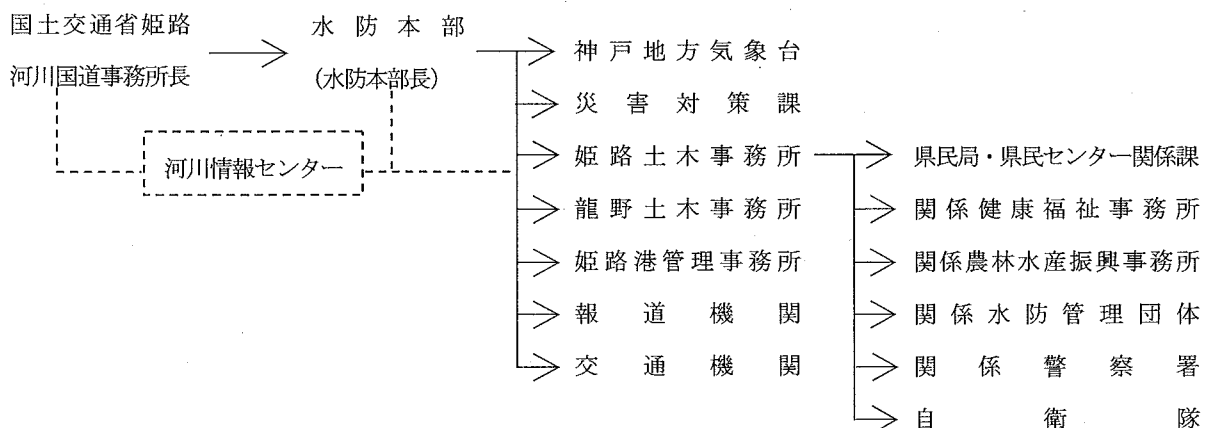 国土交通省姫路
河川国道事務所長
水防本部
(水防本部長)
河川情報センター
神戸地方気象台
災害対策課
姫路土木事務所
龍野土木事務所
姫路港管理事務所
報道機関
交通機関
県民局・県民センター関係課
関係健康福祉事務所
関係農林水産振興事務所
関係水防管理団体
関係警察署
自衛隊